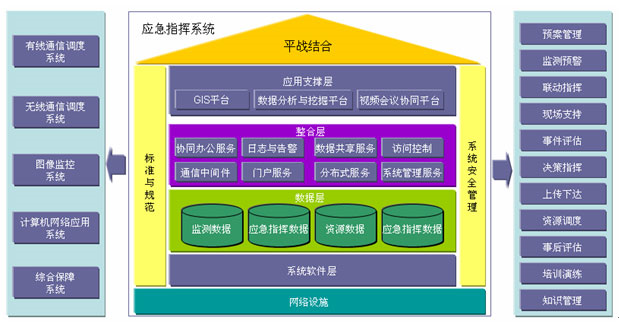 有线通信调度
系统
无线通信调度
系统
图像监控
系统
计算机网络应用
系统
综合保障
系统
应急指挥系统
平战结合
标准与规范
应用支撑层
GIS平台
数据分析与挖掘平台
视频会议协同平台
整合层
协同办公服务
日志与告警
数据共享服务
访问控制
通信中间件
门户服务
分布式服务
系统管理服务
数据层
监测数据
应急指挥数据
资源数据
应急指挥数据
系统软件层
系统安全管理
网络设施
预案管理
监测预警
联动指挥
现场支持
事件评估
决策指挥
上传下达
资源调度
事后评估
培训演练
知识管理